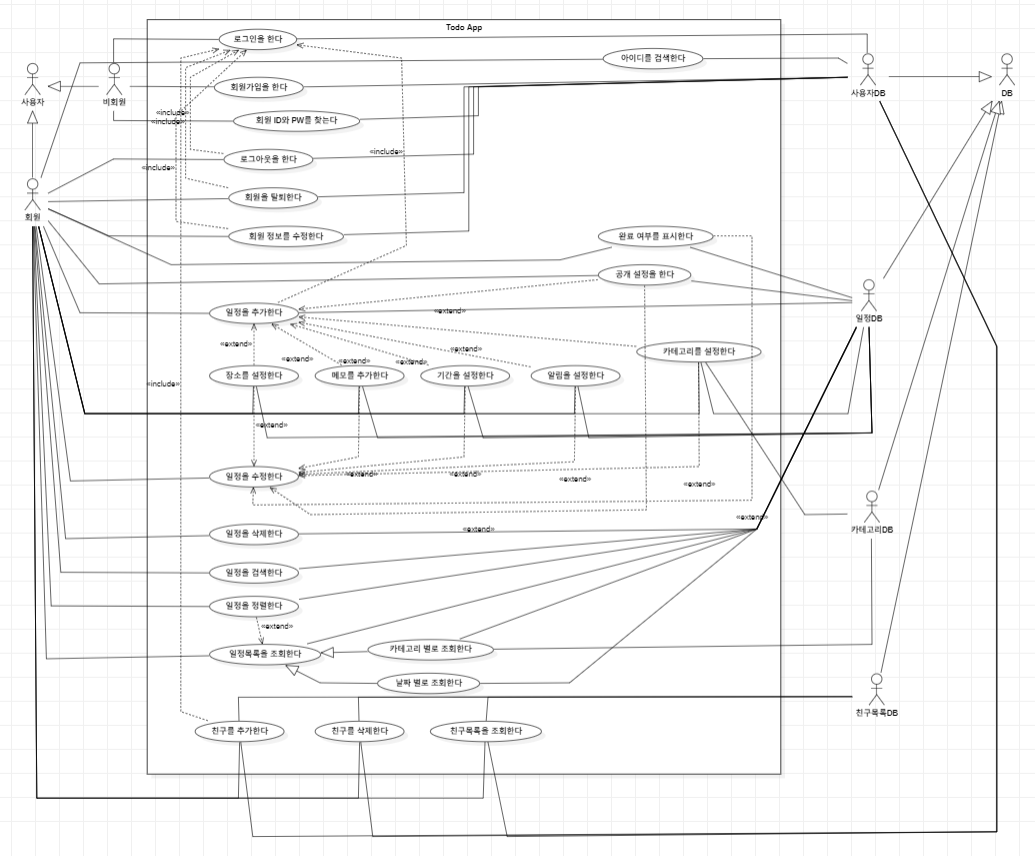 Todo App
로그인을 한다
아이디를 검색한다
사용자
비회원
회원가입을 한다
사용자DB
DB
«include»
«include»
회원 ID와 PW를 찾는다
«include»
로그아웃을 한다
«include»
회원을 탈퇴한다
회원
회원 정보를 수정한다
완료 여부를 표시한다
공개 설정을 한다
일정을 추가한다
«extend»
일정DB
«extend»
«extend»
«extend»
«extend»
«extend»
카테고리를 설정한다
장소를 설정한다
메모를 추가한다
기간을 설정한다
알림을 설정한다
«include»
«extend»
일정을 수정한다
«extend»
«extend»
«extend»
«extend»
«extend»
일정을 삭제한다
«extend»
카테고리DB
일정을 검색한다
일정을 정렬한다
«extend»
일정목록을 조회한다
카테고리 별로 조회한다
날짜 별로 조회한다
친구목록DB
친구를 추가한다
친구를 삭제한다
친구목록을 조회한다